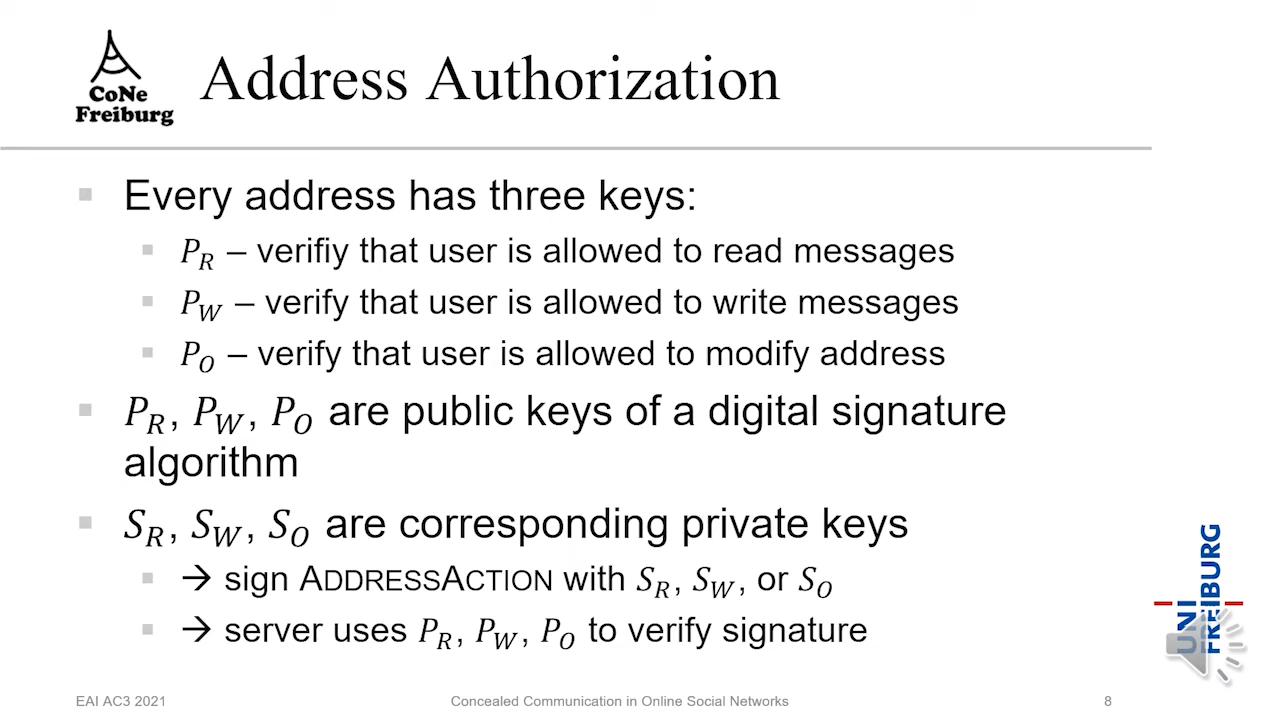 CoNe
Freiburg
Address Authorization
Every address has three keys:
P_R – verifiy that user is allowed to read messages
P_W – verify that user is allowed to write messages
P_O – verify that user is allowed to modify address
P_R, P_W, P_O are public keys of a digital signature
algorithm
S_R, S_W, S_O are corresponding private keys
→ sign ADDRESSACTION with S_R, S_W, or S_O
→ server uses P_R, P_W, P_O to verify signature
UNI
FREIBURG
EAI AC3 2021
Concealed Communication in Online Social Networks
8